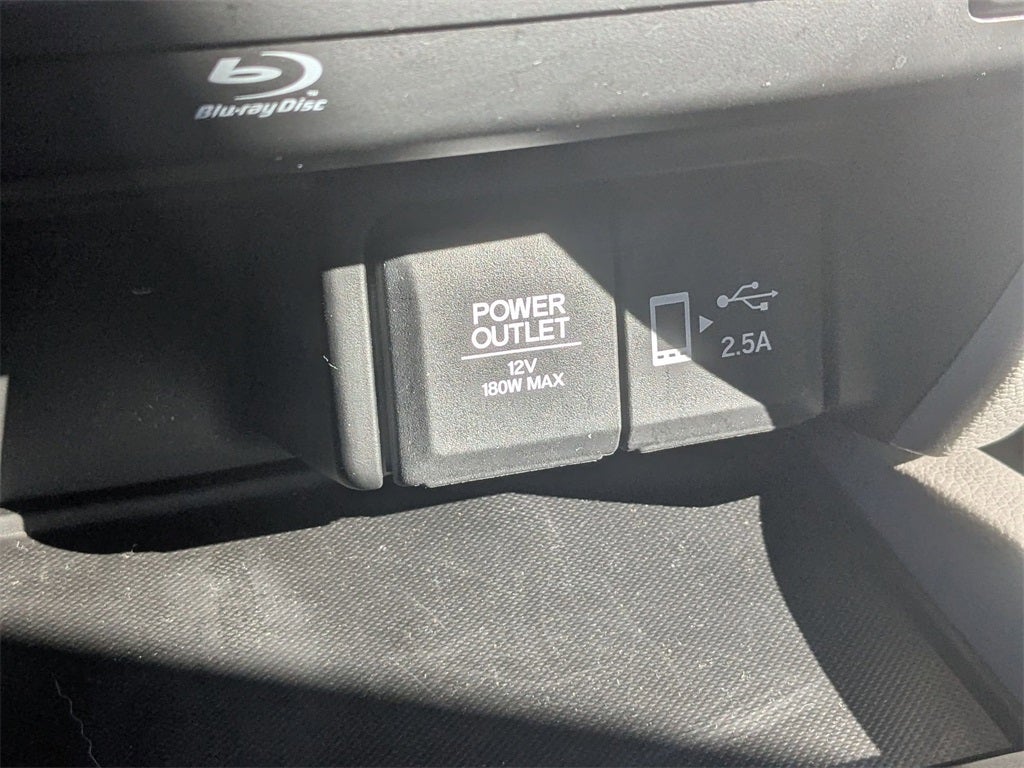 Blu-ray Disc
POWER
OUTLET
12V
180W MAX
2.5A